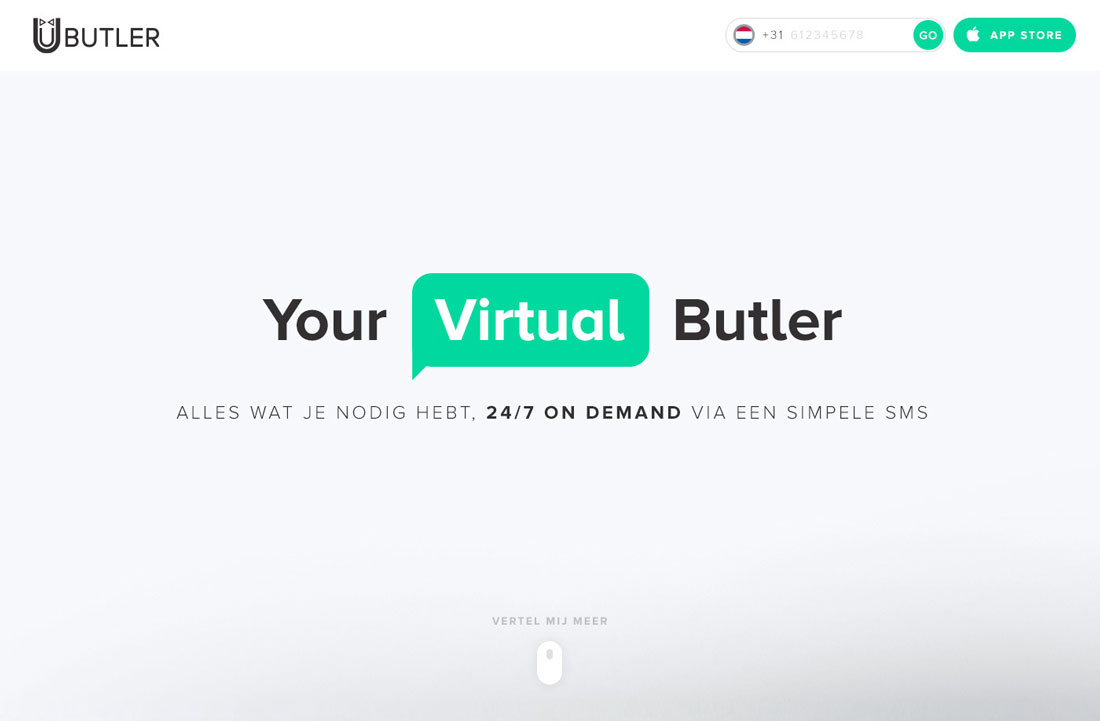 ÜBUTLER
+31 612345678
GO
APP STORE
Your Virtual Butler
ALLES WAT JE NODIG HEBT, 24/7 ON DEMAND VIA EEN SIMPELE SMS
VERTEL MIJ MEER